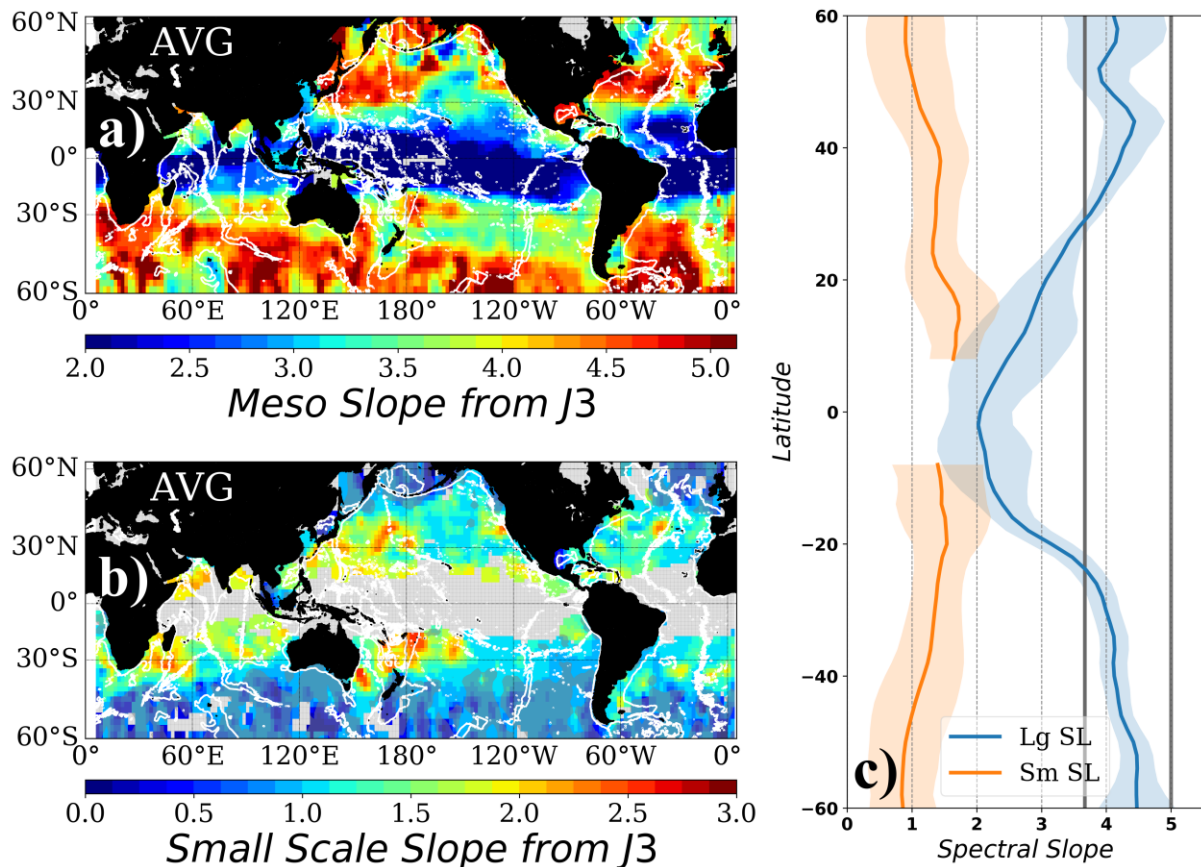 60°N
30°N
0°
30°S
60°S
AVG
a)
0° 60°E 120°E 180° 120°W 60°W 0°
2.0 2.5 3.0 3.5 4.0 4.5 5.0
Meso Slope from J3
60°N
30°N
0°
30°S
60°S
AVG
b)
0° 60°E 120°E 180° 120°W 60°W 0°
0.0 0.5 1.0 1.5 2.0 2.5 3.0
Small Scale Slope from J3
60
40
20
0
−20
−40
−60
Latitude
c)
Lg SL
Sm SL
0 1 2 3 4 5
Spectral Slope